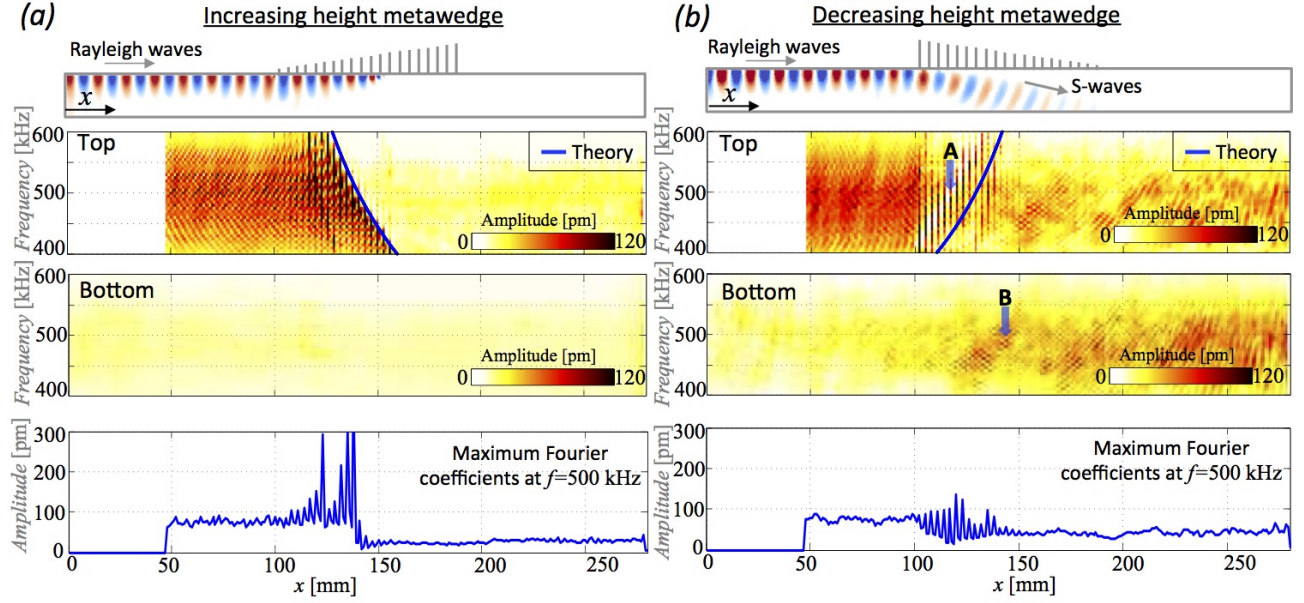 (a)
Increasing height metawedge
Rayleigh waves
x
600
500
400
Frequency [kHz]
Top
Theory
Amplitude [pm]
0 120
600
500
400
Frequency [kHz]
Bottom
Amplitude [pm]
0 120
300
200
100
0
Amplitude [pm]
Maximum Fourier
coefficients at f=500 kHz
0 50 100 150 200 250
x [mm]
(b)
Decreasing height metawedge
Rayleigh waves
x
S-waves
600
500
400
Frequency [kHz]
Top
A
Theory
Amplitude [pm]
0 120
600
500
400
Frequency [kHz]
Bottom
B
Amplitude [pm]
0 120
300
200
100
0
Amplitude [pm]
Maximum Fourier
coefficients at f=500 kHz
0 50 100 150 200 250
x [mm]